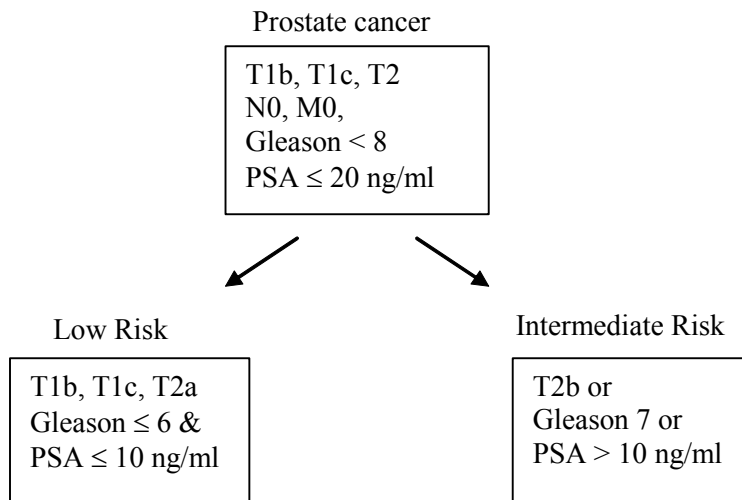 Prostate cancer
T1b, T1c, T2
N0, M0,
Gleason < 8
PSA ≤ 20 ng/ml
Low Risk
T1b, T1c, T2a
Gleason ≤ 6 &
PSA ≤ 10 ng/ml
Intermediate Risk
T2b or
Gleason 7 or
PSA > 10 ng/ml